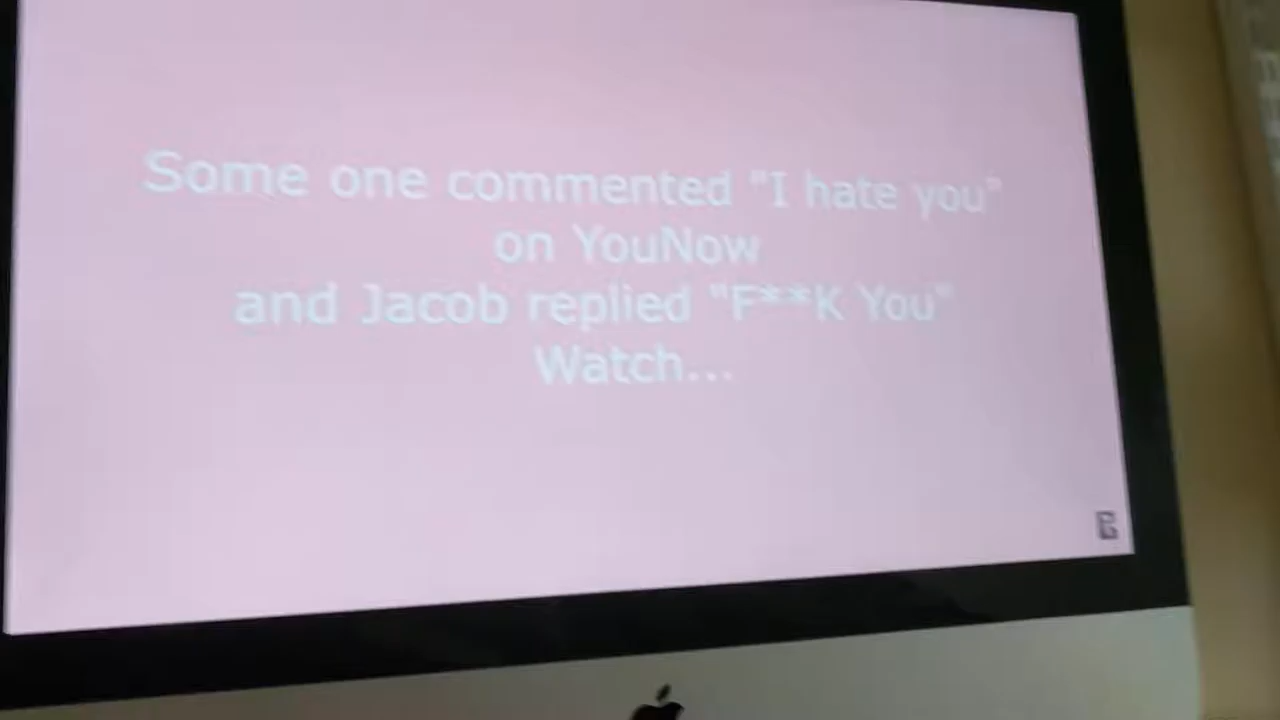 Some one commented "I hate you"
on YouNow
and Jacob replied "F**K You"
Watch...